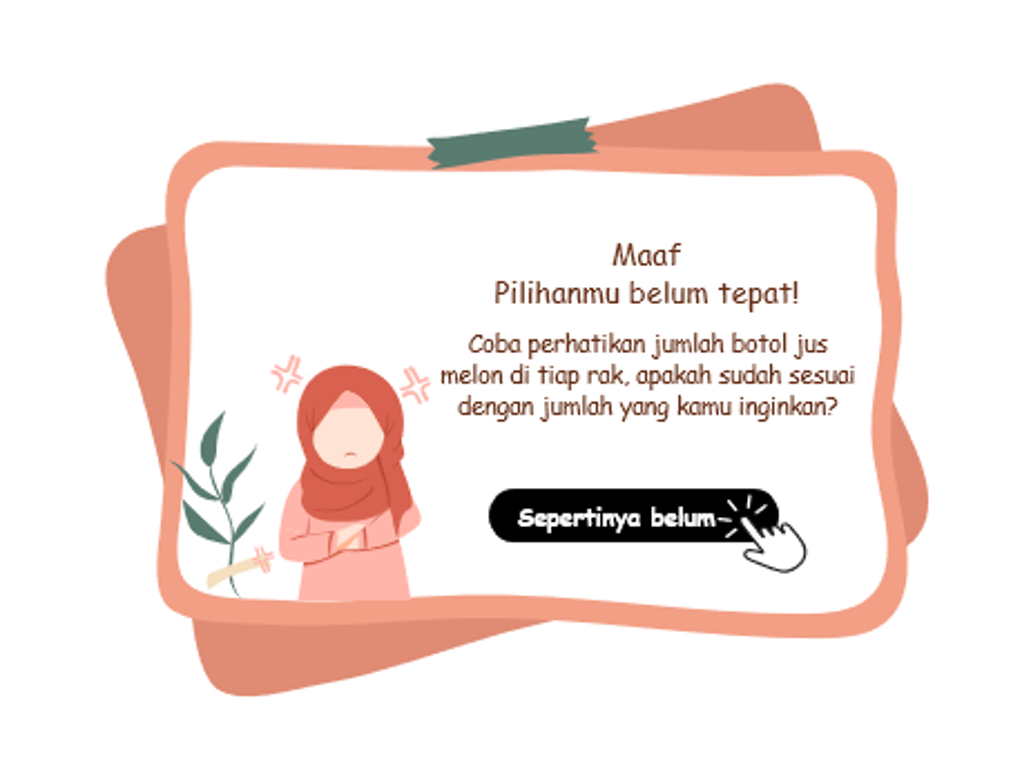 Maaf
Pilihanmu belum tepat!
Coba perhatikan jumlah botol jus
melon di tiap rak, apakah sudah sesuai
dengan jumlah yang kamu inginkan?
Sepertinya belum